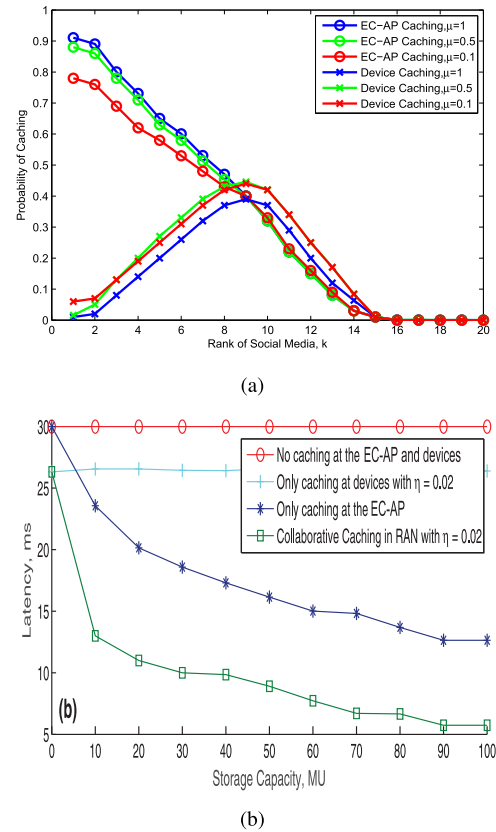 1
0.9
0.8
0.7
0.6
0.5
0.4
0.3
0.2
0.1
0
Probability of Caching
EC-AP Caching,μ=1
EC-AP Caching,μ=0.5
EC-AP Caching,μ=0.1
Device Caching,μ=1
Device Caching,μ=0.5
Device Caching,μ=0.1
0 2 4 6 8 10 12 14 16 18 20
Rank of Social Media, k
(a)
30
25
20
15
10
5
Latency, ms
No caching at the EC-AP and devices
Only caching at devices with η = 0.02
Only caching at the EC-AP
Collaborative Caching in RAN with η = 0.02
(b)
0 10 20 30 40 50 60 70 80 90 100
Storage Capacity, MU
(b)